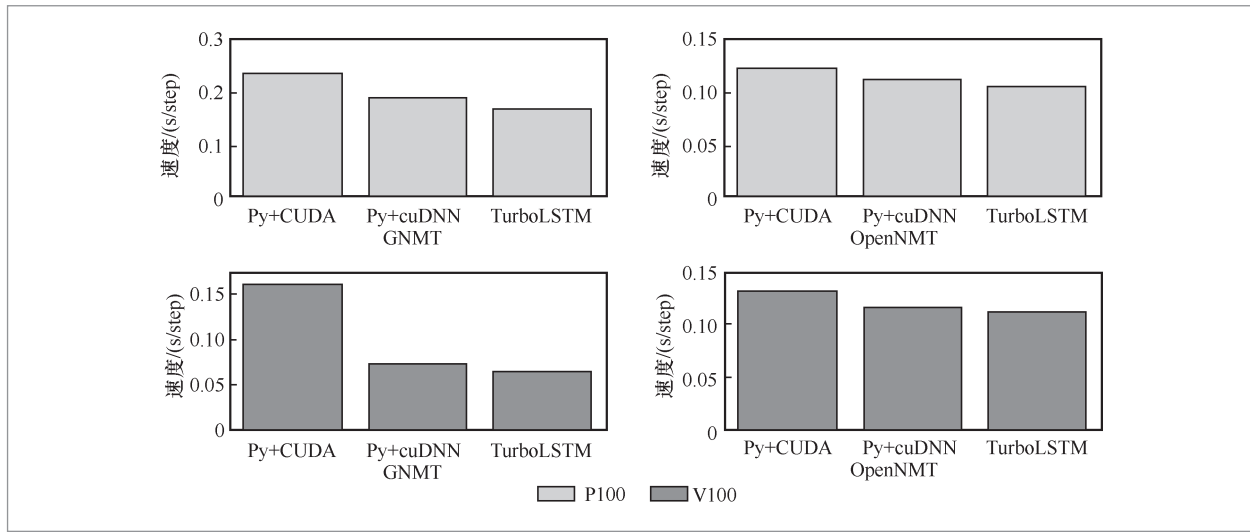 0.3
0.2
0.1
0
速度/(s/step)
Py+CUDA Py+cuDNN TurboLSTM
GNMT
0.15
0.10
0.05
0
速度/(s/step)
Py+CUDA Py+cuDNN TurboLSTM
OpenNMT
0.15
0.10
0.05
0
速度/(s/step)
Py+CUDA Py+cuDNN TurboLSTM
GNMT
0.15
0.10
0.05
0
速度/(s/step)
Py+CUDA Py+cuDNN TurboLSTM
OpenNMT
P100 V100